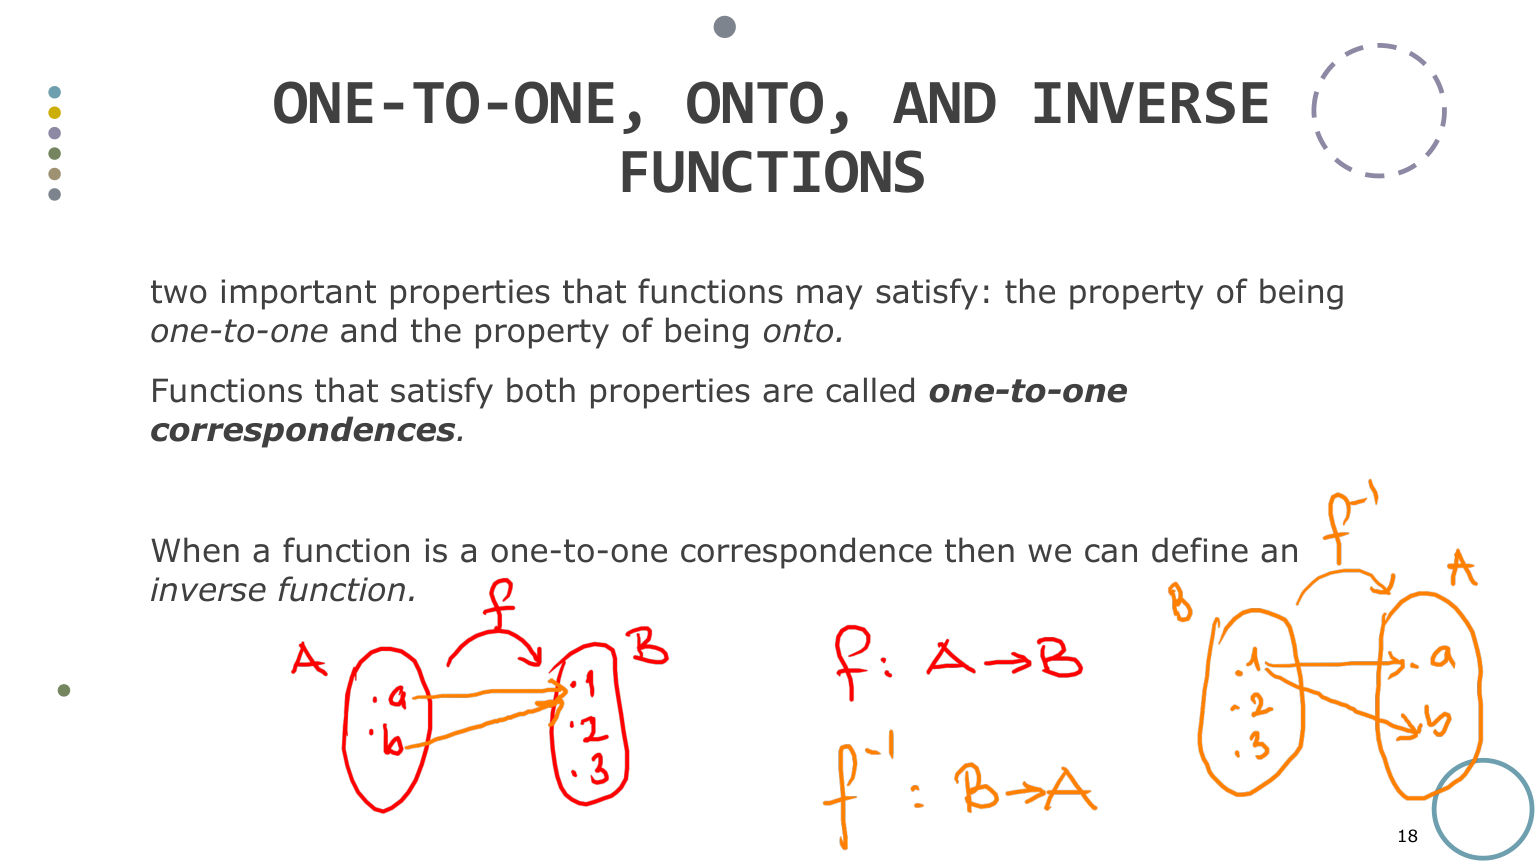 ONE-TO-ONE, ONTO, AND INVERSE
FUNCTIONS
two important properties that functions may satisfy: the property of being
one-to-one and the property of being onto.
Functions that satisfy both properties are called one-to-one
correspondences.
When a function is a one-to-one correspondence then we can define an
inverse function.
f
A
B
.a
.b
.1
.2
.3
f: A→B
f⁻¹ : B→A
f⁻¹
B
A
.1
.2
.3
.a
.b
18